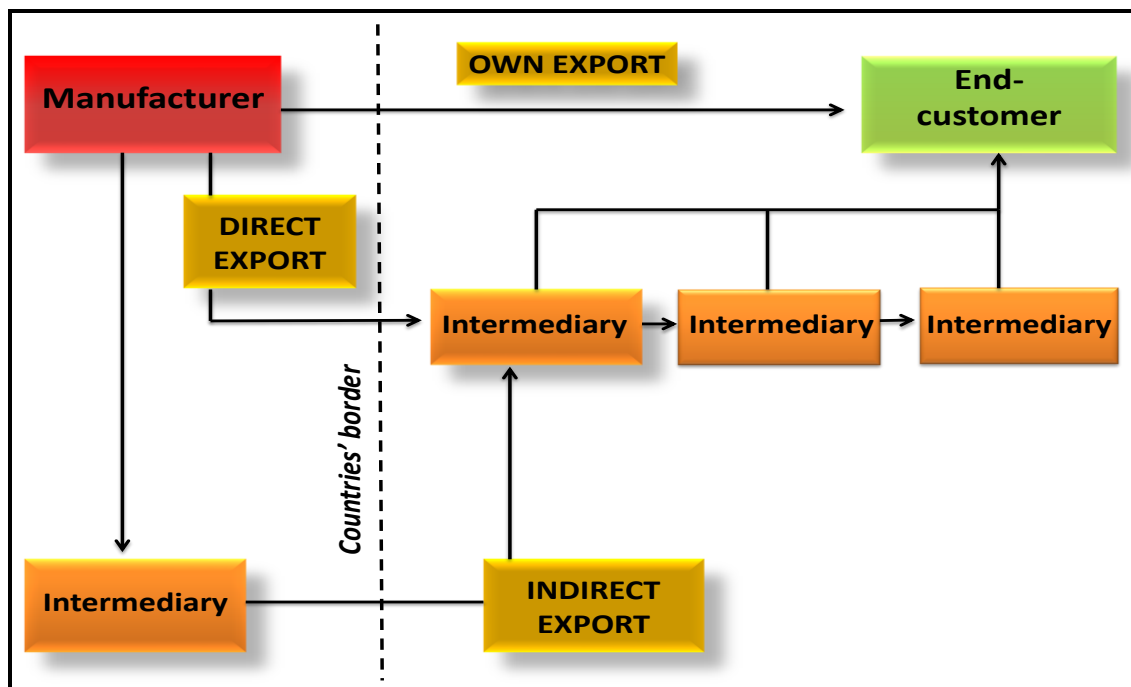 OWN EXPORT
Manufacturer
End-
customer
DIRECT
EXPORT
Intermediary
Intermediary
Intermediary
Countries’ border
Intermediary
INDIRECT
EXPORT